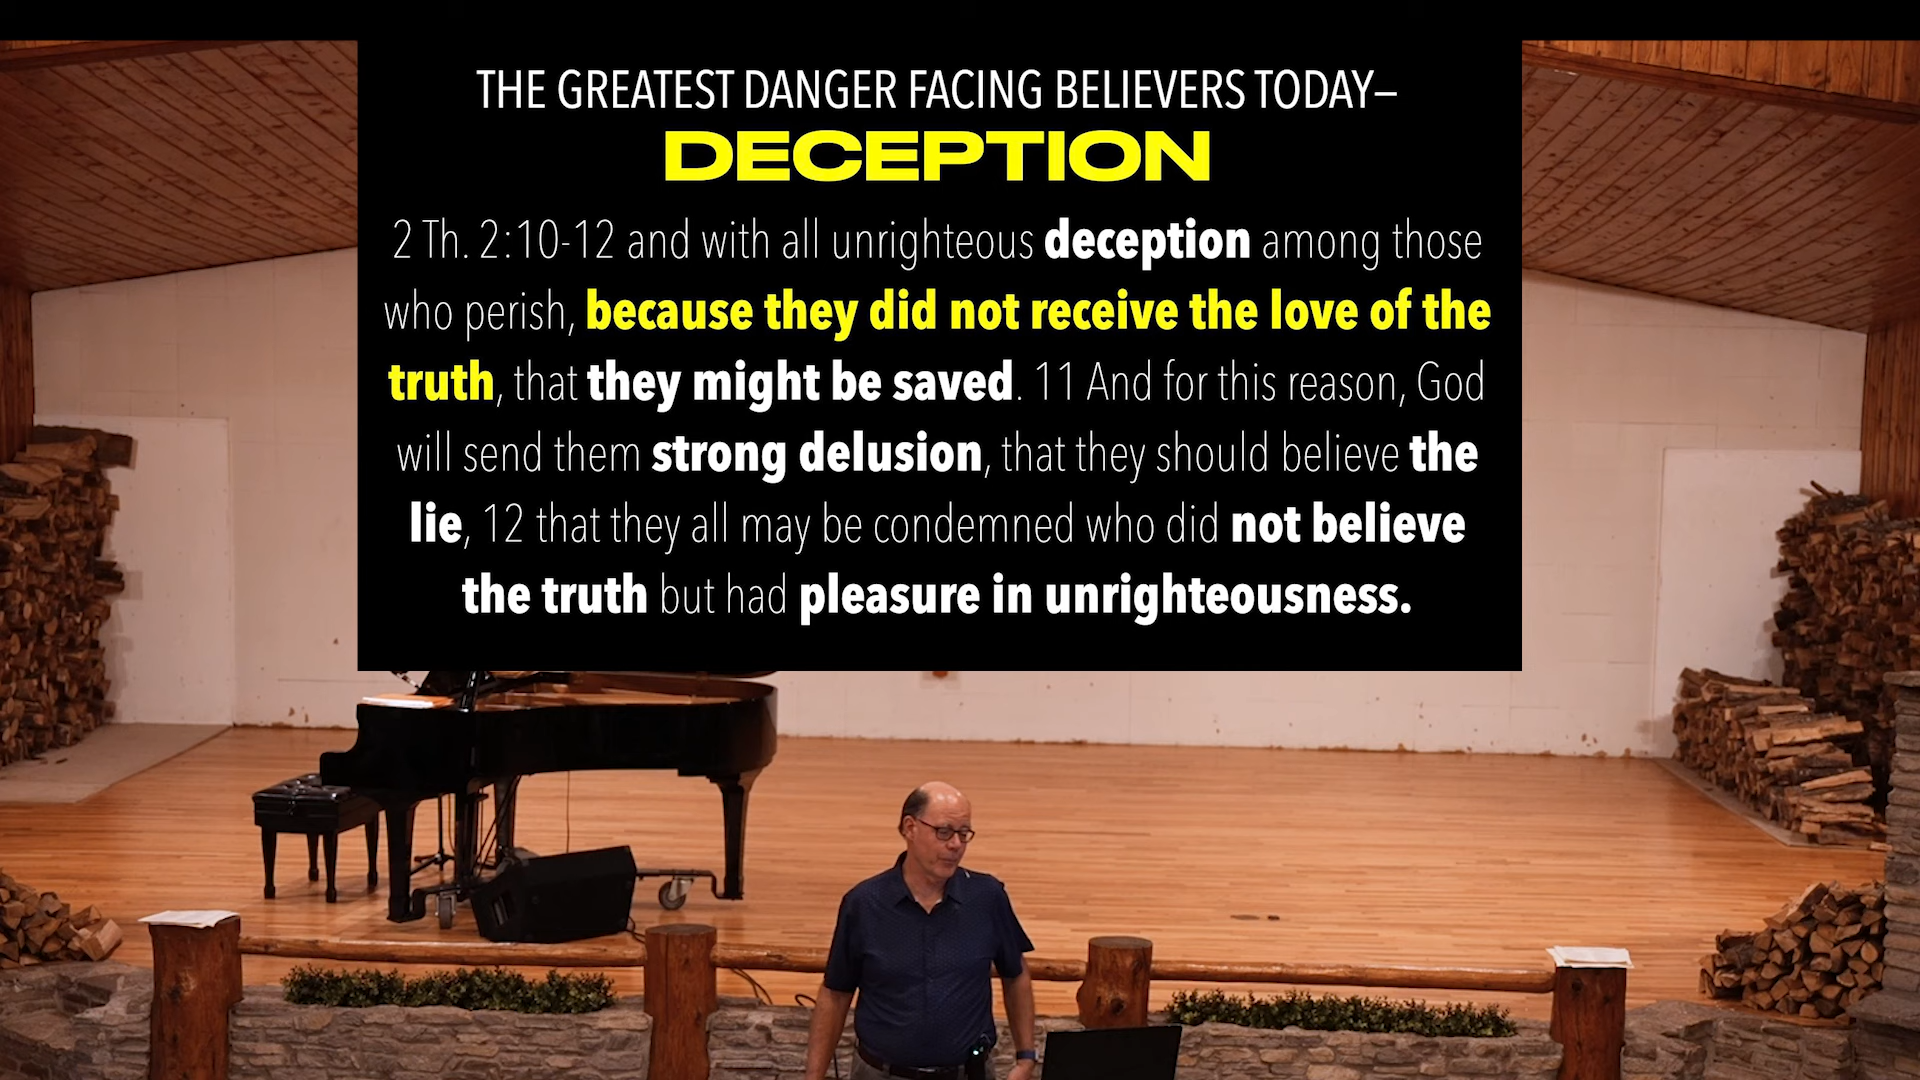 THE GREATEST DANGER FACING BELIEVERS TODAY—
DECEPTION
2 Th. 2:10-12 and with all unrighteous deception among those
who perish, because they did not receive the love of the
truth, that they might be saved. 11 And for this reason, God
will send them strong delusion, that they should believe the
lie, 12 that they all may be condemned who did not believe
the truth but had pleasure in unrighteousness.